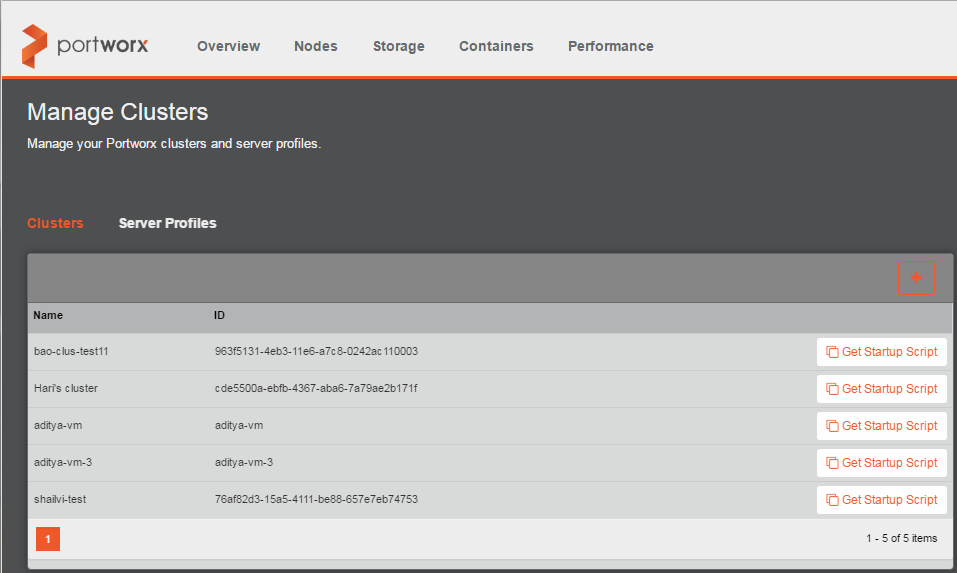 portworx
Overview Nodes Storage Containers Performance
Manage Clusters
Manage your Portworx clusters and server profiles.
Clusters Server Profiles
+
Name ID
bao-clus-test11 963f5131-4eb3-11e6-a7c8-0242ac110003 Get Startup Script
Hari's cluster cde5500a-ebfb-4367-aba6-7a79ae2b171f Get Startup Script
aditya-vm aditya-vm Get Startup Script
aditya-vm-3 aditya-vm-3 Get Startup Script
shailvi-test 76af82d3-15a5-4111-be88-657e7eb74753 Get Startup Script
1 1 - 5 of 5 items